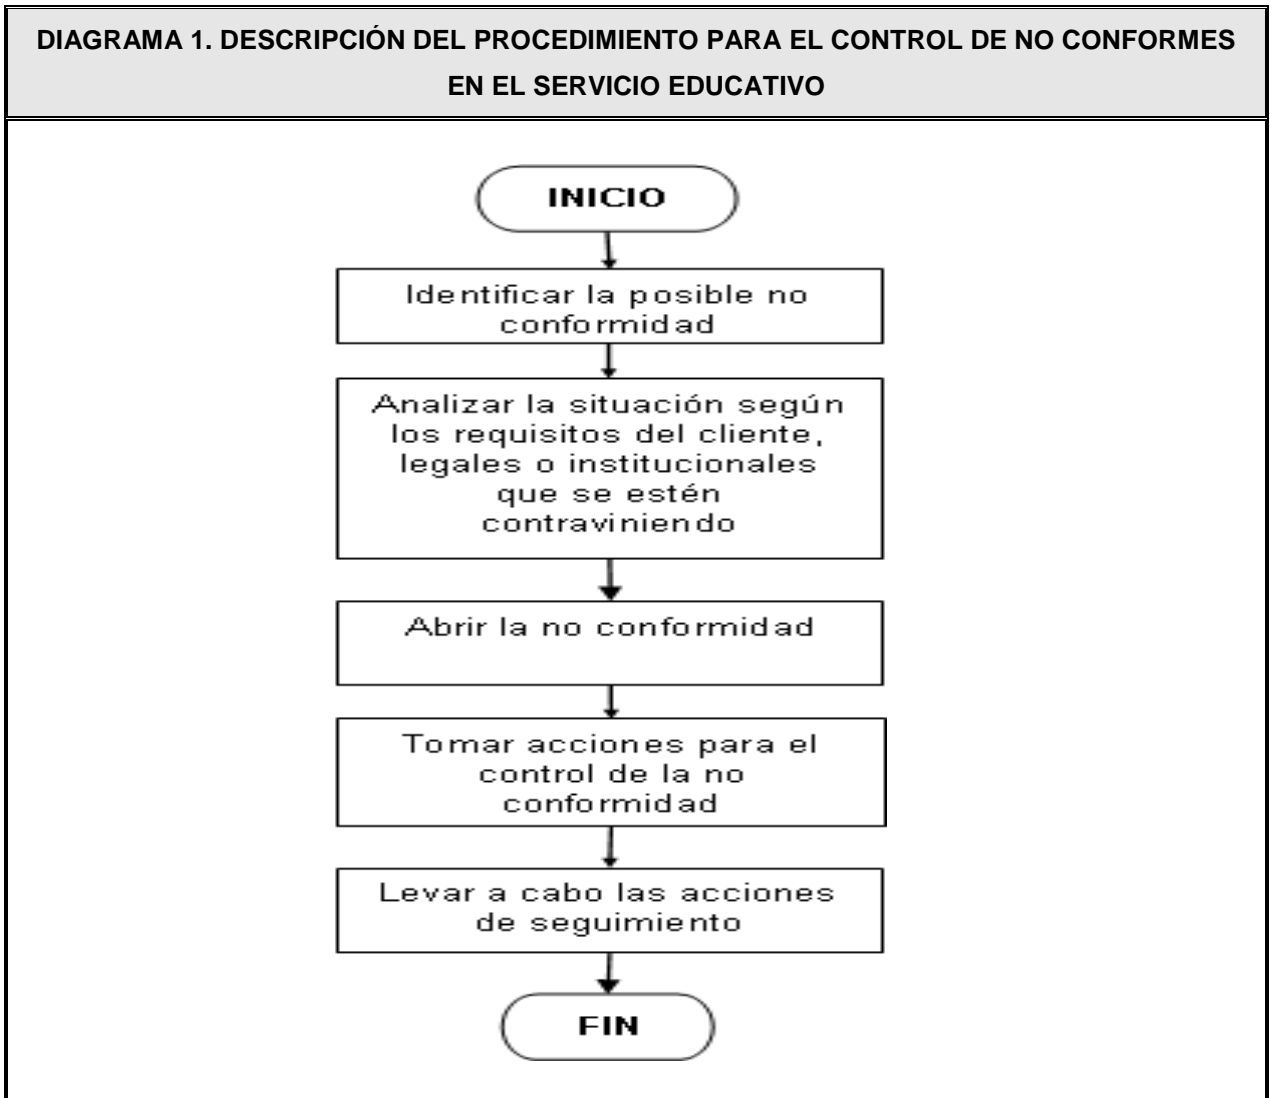 DIAGRAMA 1. DESCRIPCIÓN DEL PROCEDIMIENTO PARA EL CONTROL DE NO CONFORMES
EN EL SERVICIO EDUCATIVO
INICIO
Identificar la posible no
conformidad
Analizar la situación según
los requisitos del cliente,
legales o institucionales
que se estén
contraviniendo
Abrir la no conformidad
Tomar acciones para el
control de la no
conformidad
Levar a cabo las acciones
de seguimiento
FIN